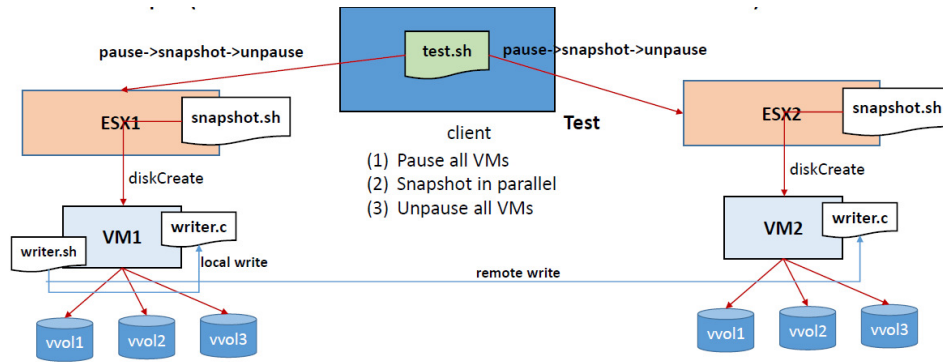 pause->snapshot->unpause
test.sh
pause->snapshot->unpause
ESX1
snapshot.sh
client
Test
ESX2
snapshot.sh
(1) Pause all VMs
(2) Snapshot in parallel
(3) Unpause all VMs
diskCreate
diskCreate
writer.sh
VM1
writer.c
local write
remote write
VM2
writer.c
vvol1
vvol2
vvol3
vvol1
vvol2
vvol3